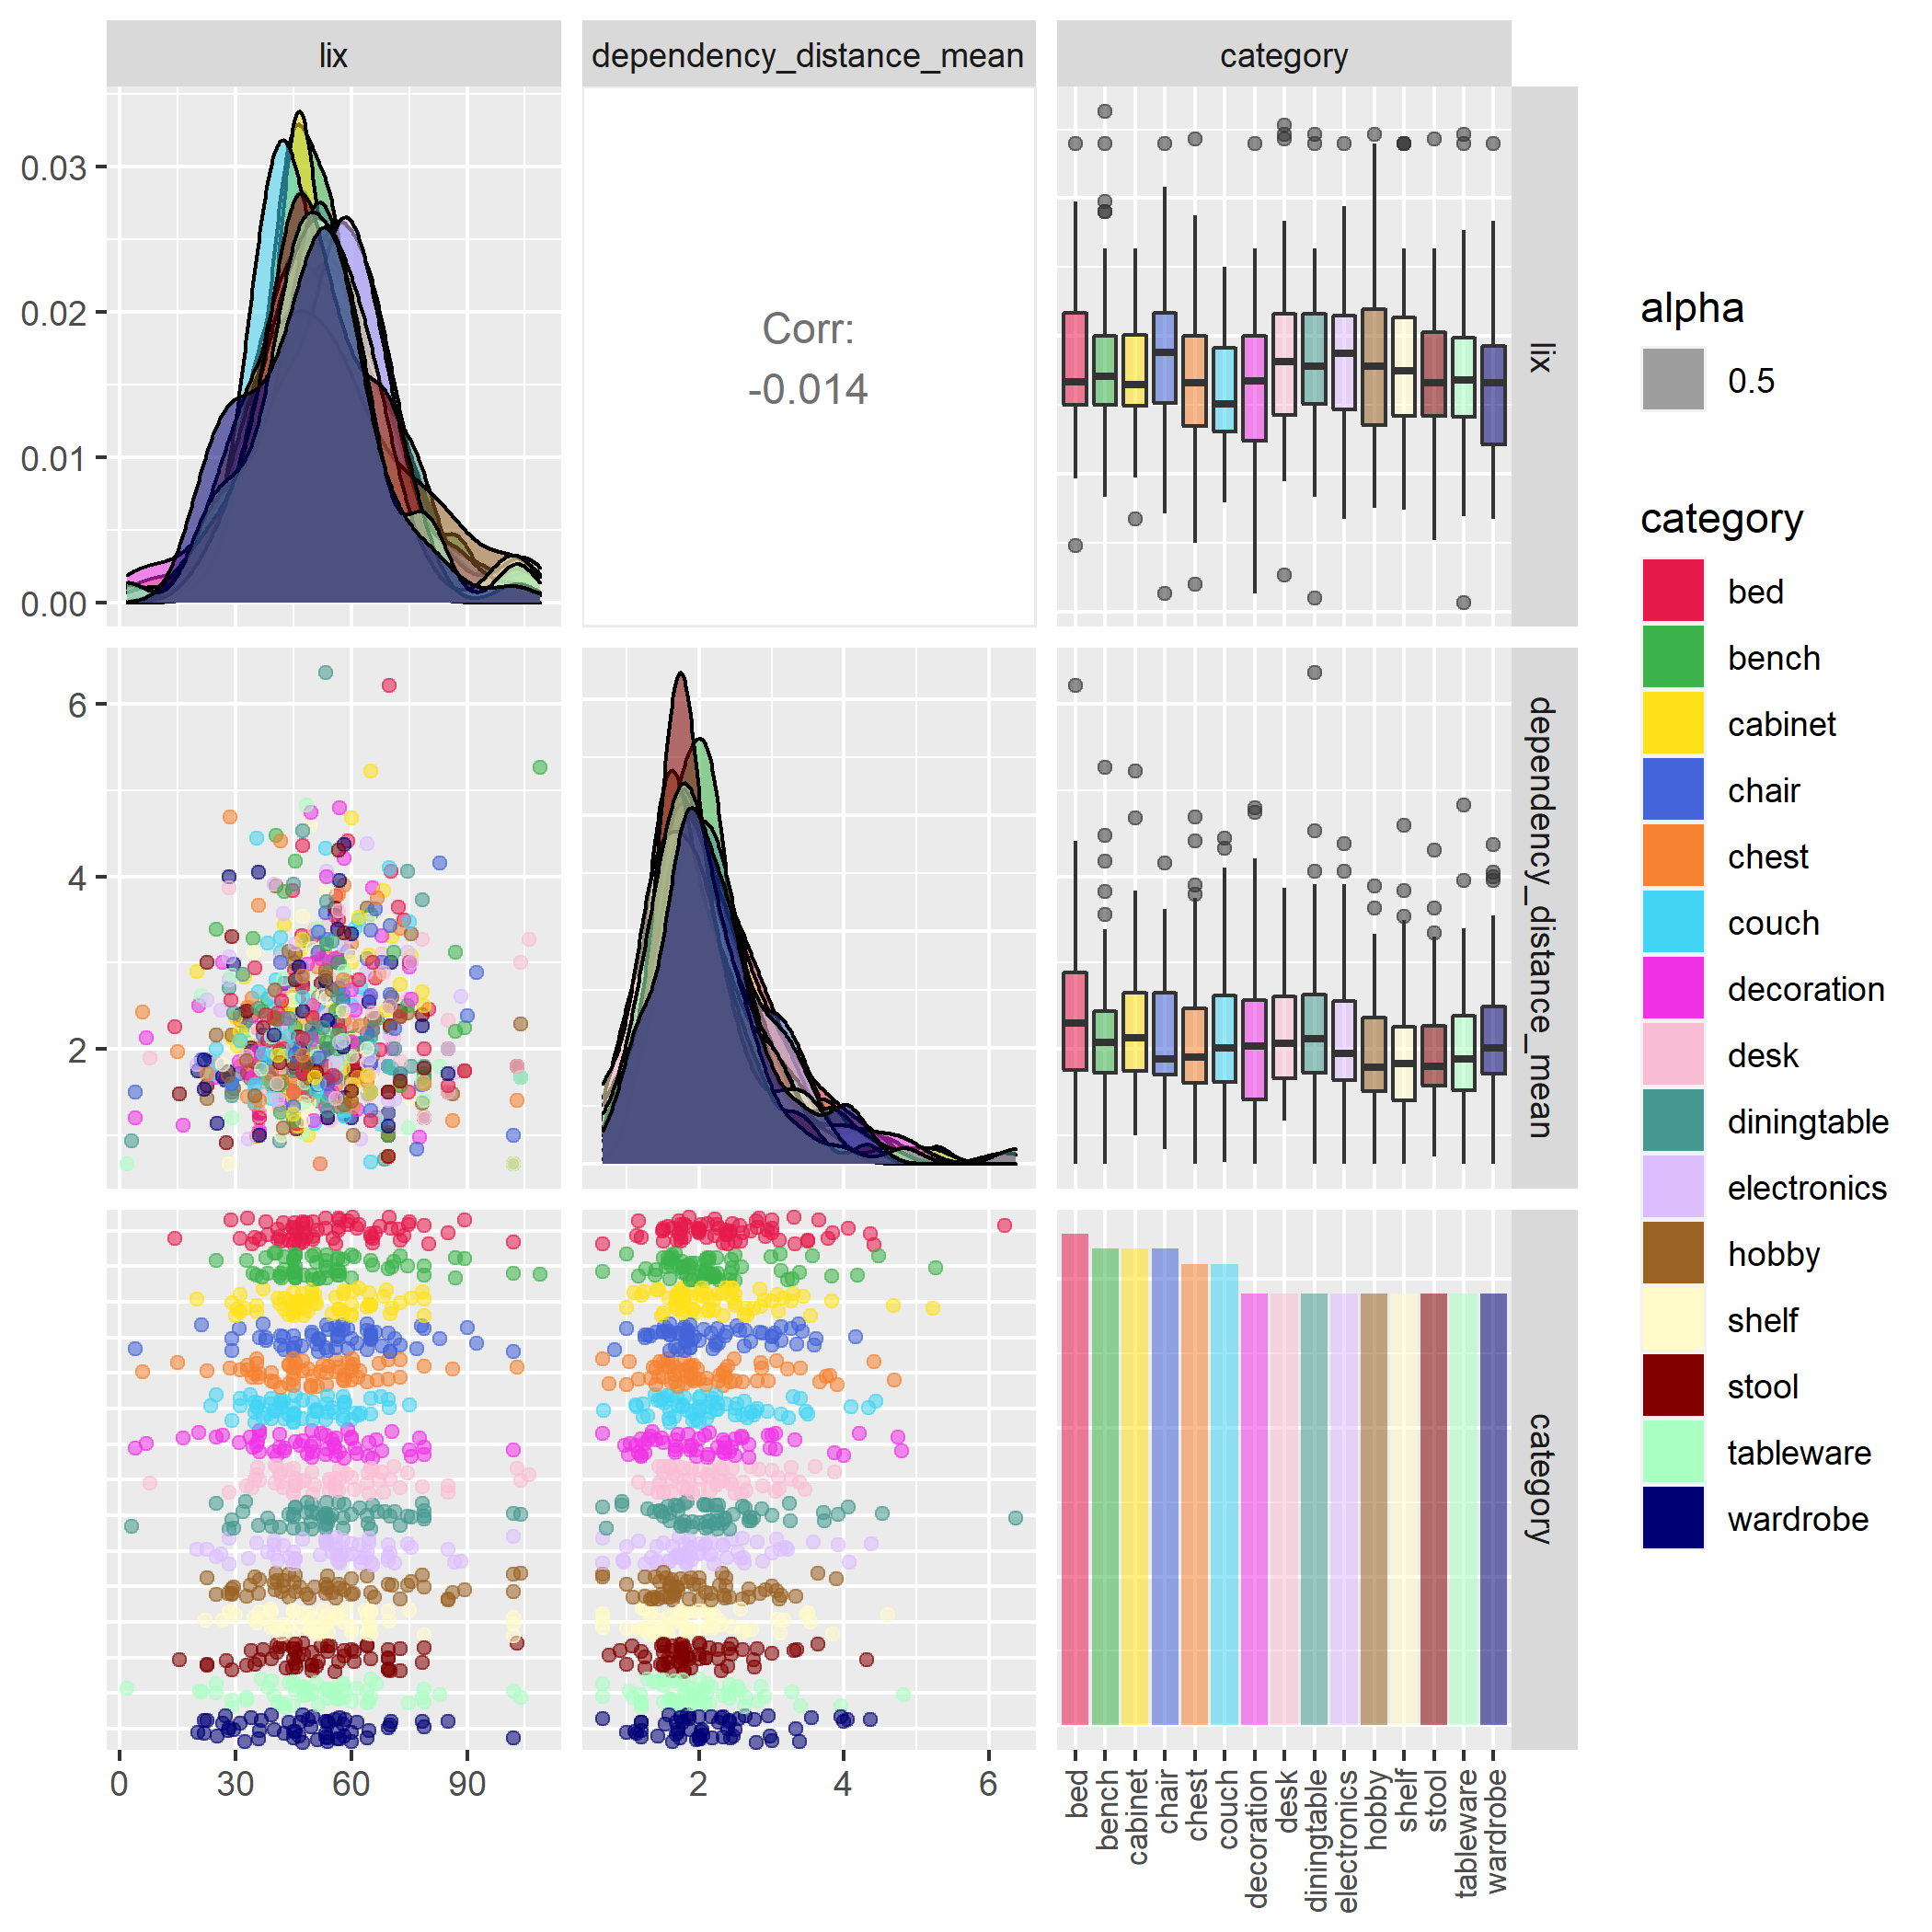 lix
dependency_distance_mean
category
0.03
0.02
0.01
0.00
Corr:
-0.014
lix
6
4
2
dependency_distance_mean
category
0
30
60
90
2
4
6
bed
bench
cabinet
chair
chest
couch
decoration
desk
diningtable
electronics
hobby
shelf
stool
tableware
wardrobe
alpha
0.5
category
bed
bench
cabinet
chair
chest
couch
decoration
desk
diningtable
electronics
hobby
shelf
stool
tableware
wardrobe